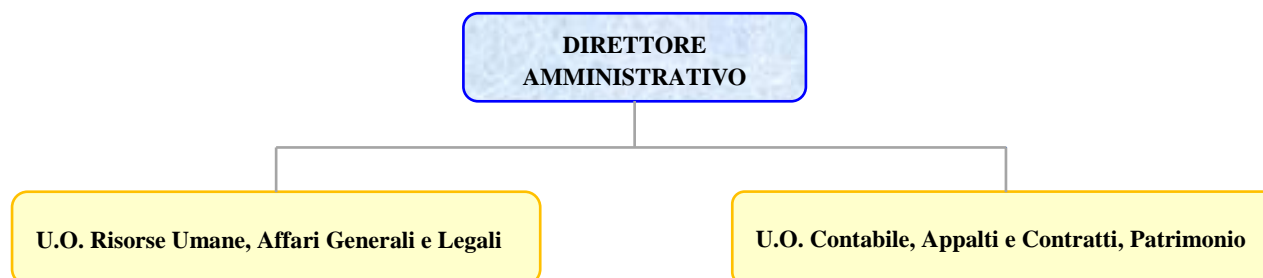 DIRETTORE
AMMINISTRATIVO
U.O. Risorse Umane, Affari Generali e Legali
U.O. Contabile, Appalti e Contratti, Patrimonio